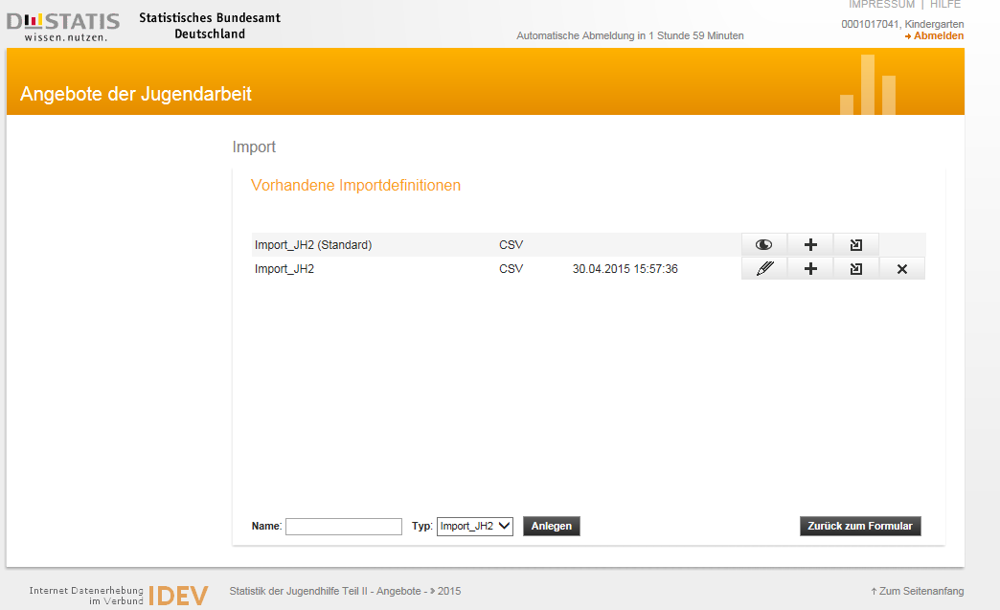 IMPRESSUM | HILFE
DESTATIS
wissen.nutzen.
Statistisches Bundesamt
Deutschland
0001017041, Kindergarten
Automatische Abmeldung in 1 Stunde 59 Minuten
Abmelden
Angebote der Jugendarbeit
Import
Vorhandene Importdefinitionen
Import_JH2 (Standard) CSV
Import_JH2 CSV 30.04.2015 15:57:36
Name: Typ: Import_JH2 Anlegen Zurück zum Formular
Internet Datenerhebung
im Verbund IDEV
Statistik der Jugendhilfe Teil II - Angebote - » 2015
↑ Zum Seitenanfang